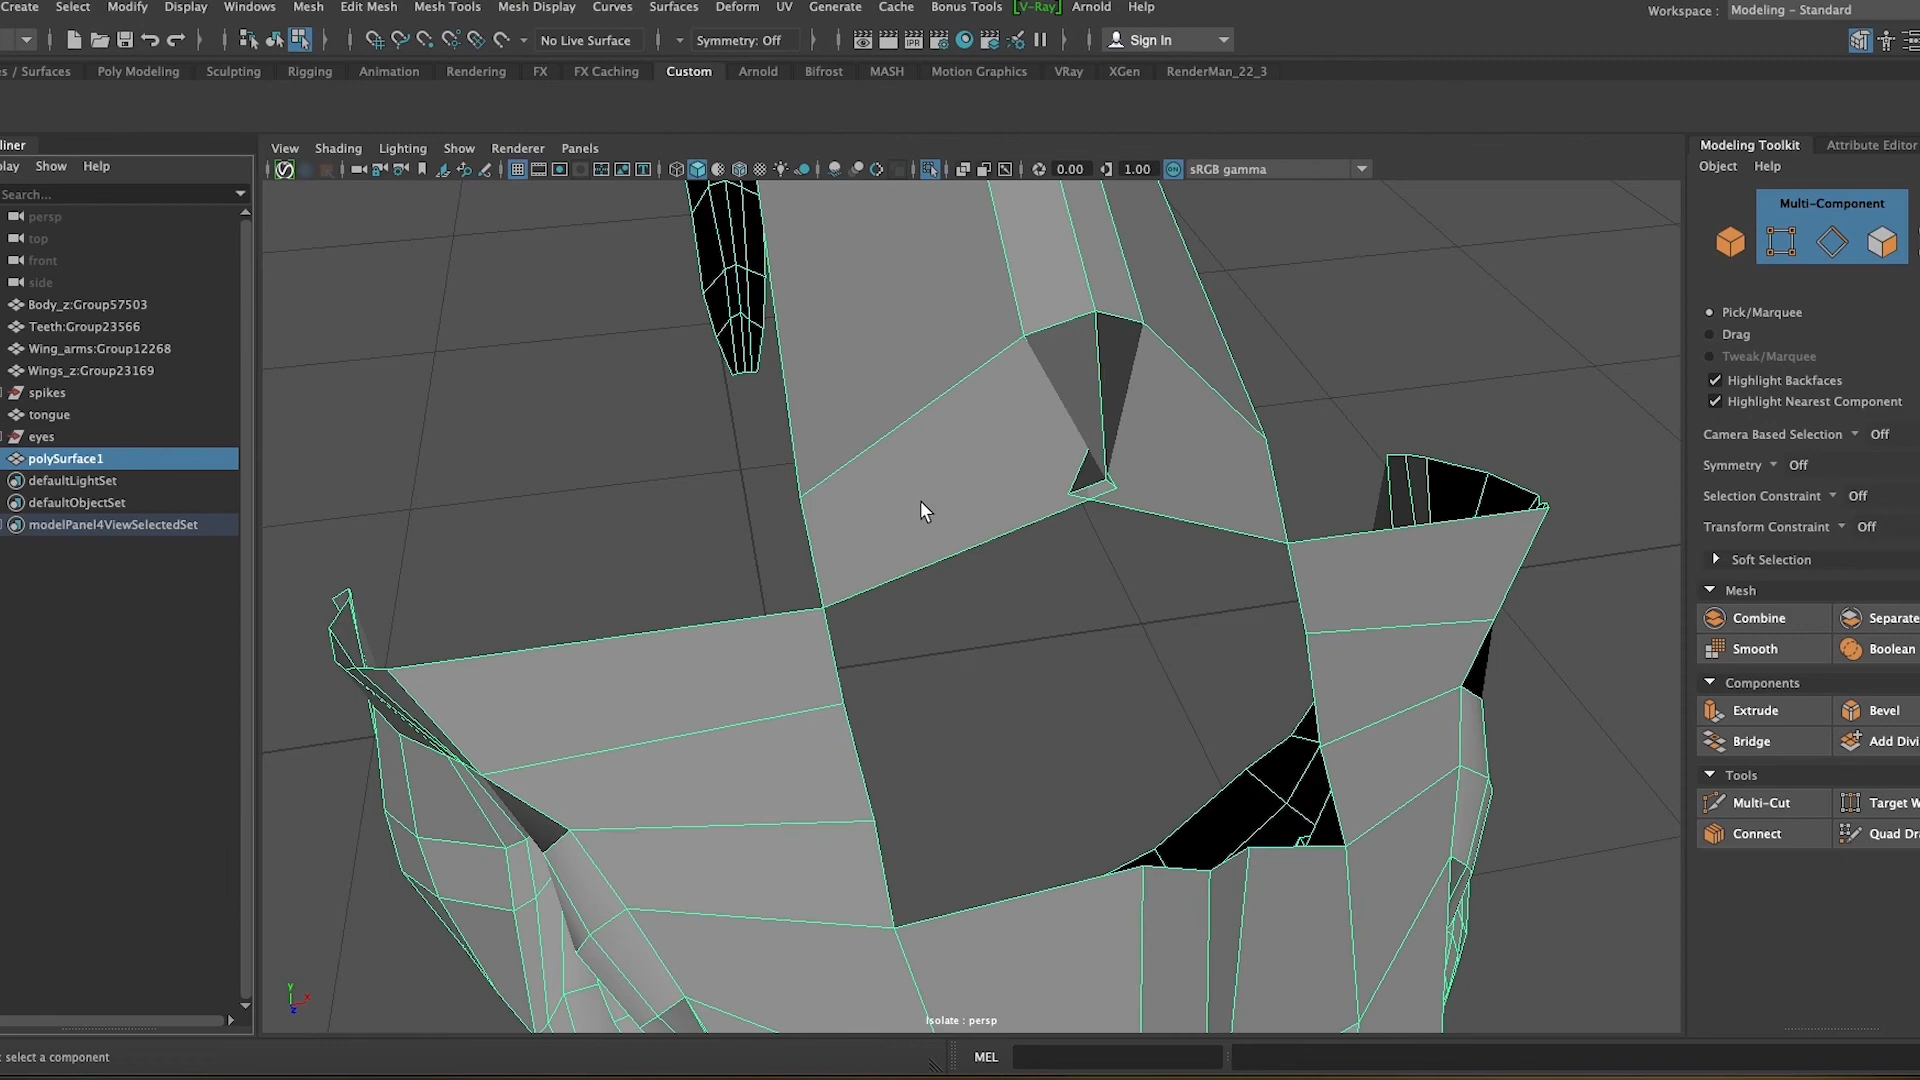 Create Select Modify Display Windows Mesh Edit Mesh Mesh Tools Mesh Display Curves Surfaces Deform UV Generate Cache Bonus Tools [V-Ray] Arnold Help
Workspace : Modeling - Standard
No Live Surface Symmetry: Off Sign In
s / Surfaces Poly Modeling Sculpting Rigging Animation Rendering FX FX Caching Custom Arnold Bifrost MASH Motion Graphics VRay XGen RenderMan_22_3
liner
play Show Help
Search...
persp
top
front
side
Body_z:Group57503
Teeth:Group23566
Wing_arms:Group12268
Wings_z:Group23169
spikes
tongue
eyes
polySurface1
defaultLightSet
defaultObjectSet
modelPanel4ViewSelectedSet
View Shading Lighting Show Renderer Panels
0.00 1.00 ON sRGB gamma
Isolate : persp
y x z
Modeling Toolkit Attribute Editor
Object Help
Multi-Component
Pick/Marquee
Drag
Tweak/Marquee
Highlight Backfaces
Highlight Nearest Component
Camera Based Selection Off
Symmetry Off
Selection Constraint Off
Transform Constraint Off
Soft Selection
Mesh
Combine Separate
Smooth Boolean
Components
Extrude Bevel
Bridge Add Divi
Tools
Multi-Cut Target W
Connect Quad Dr
: select a component
MEL